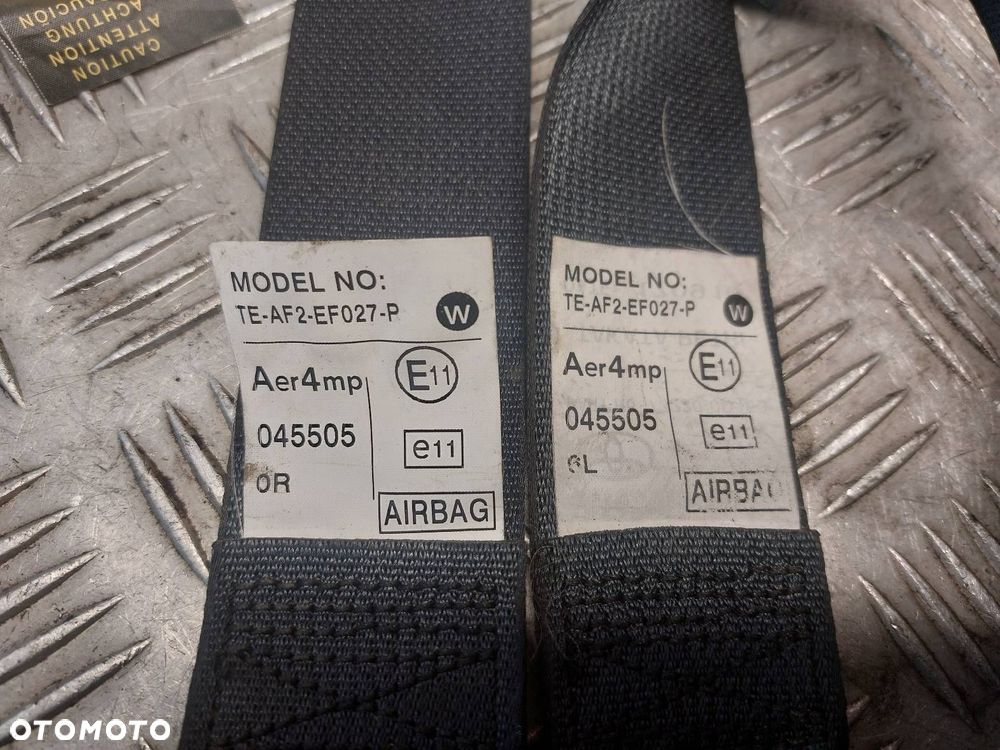 CAUTION
ATTENTION
ACHTUNG
MODEL NO:
TE-AF2-EF027-P
W
Aer4mp
E11
045505
e11
0R
AIRBAG
MODEL NO:
TE-AF2-EF027-P
W
Aer4mp
E11
045505
e11
6L
AIRBAG
OTOMOTO